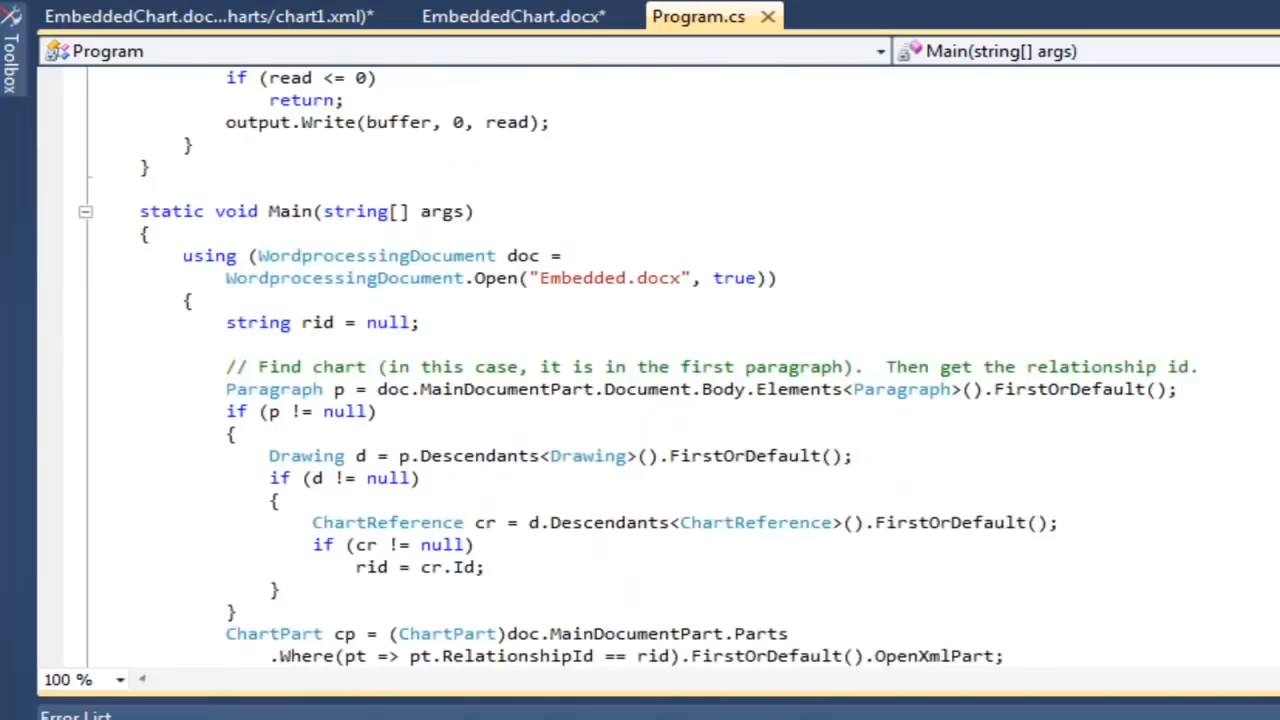 EmbeddedChart.doc...harts/chart1.xml)* EmbeddedChart.docx* Program.cs
Toolbox
Program Main(string[] args)
if (read <= 0)
return;
output.Write(buffer, 0, read);
}
}
static void Main(string[] args)
{
using (WordprocessingDocument doc =
WordprocessingDocument.Open("Embedded.docx", true))
{
string rid = null;
// Find chart (in this case, it is in the first paragraph).  Then get the relationship id.
Paragraph p = doc.MainDocumentPart.Document.Body.Elements<Paragraph>().FirstOrDefault();
if (p != null)
{
Drawing d = p.Descendants<Drawing>().FirstOrDefault();
if (d != null)
{
ChartReference cr = d.Descendants<ChartReference>().FirstOrDefault();
if (cr != null)
rid = cr.Id;
}
}
ChartPart cp = (ChartPart)doc.MainDocumentPart.Parts
.Where(pt => pt.RelationshipId == rid).FirstOrDefault().OpenXmlPart;
100 %
Error List